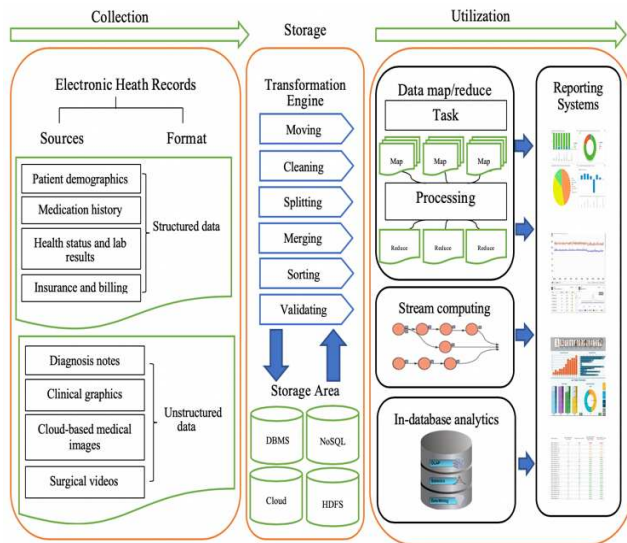 Collection
Storage
Utilization
Electronic Heath Records
Sources
Format
Patient demographics
Medication history
Health status and lab
results
Insurance and billing
Structured data
Diagnosis notes
Clinical graphics
Cloud-based medical
images
Surgical videos
Unstructured
data
Transformation
Engine
Moving
Cleaning
Splitting
Merging
Sorting
Validating
Storage Area
DBMS
NoSQL
Cloud
HDFS
Data map/reduce
Task
Map
Map
Map
Processing
Reduce
Reduce
Reduce
Stream computing
In-database analytics
Reporting
Systems